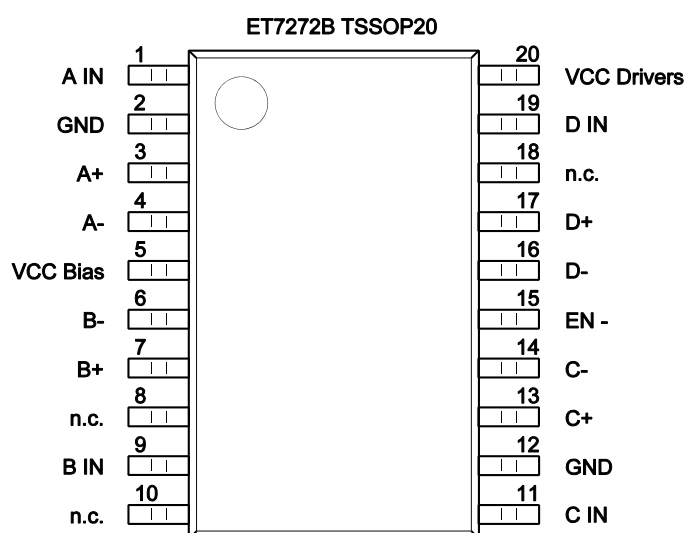 ET7272B TSSOP20
A IN 1 20 VCC Drivers
GND 2 19 D IN
A+ 3 18 n.c.
A- 4 17 D+
VCC Bias 5 16 D-
B- 6 15 EN -
B+ 7 14 C-
n.c. 8 13 C+
B IN 9 12 GND
n.c. 10 11 C IN